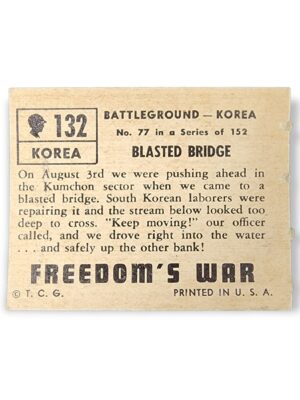 132
KOREA
BATTLEGROUND — KOREA
No. 77 in a Series of 152
BLASTED BRIDGE
On August 3rd we were pushing ahead in
the Kumchon sector when we came to a
blasted bridge. South Korean laborers were
repairing it and the stream below looked too
deep to cross. "Keep moving!" our officer
called, and we drove right into the water
. . . and safely up the other bank!
FREEDOM'S WAR
© T. C. G.
PRINTED IN U. S. A.